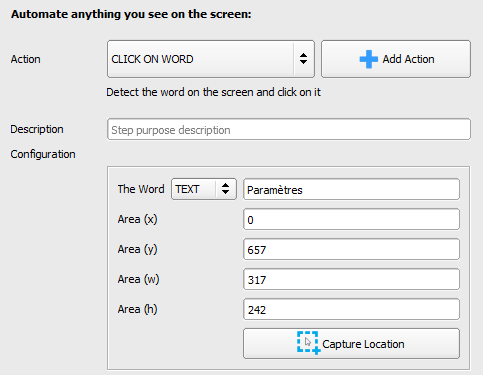 Automate anything you see on the screen:
Action CLICK ON WORD Add Action
Detect the word on the screen and click on it
Description Step purpose description
Configuration
The Word TEXT Paramètres
Area (x) 0
Area (y) 657
Area (w) 317
Area (h) 242
Capture Location